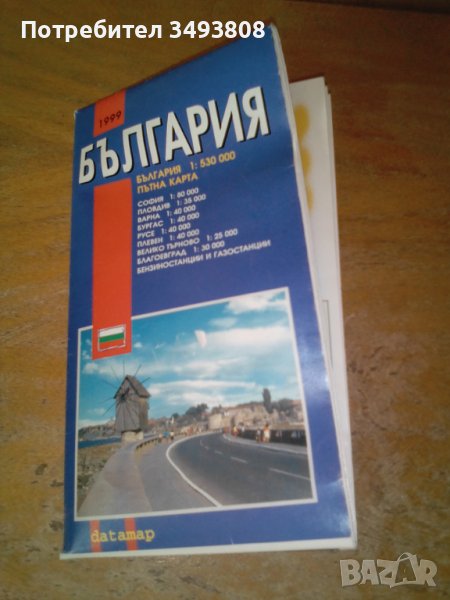 Потребител 3493808
1999
БЪЛГАРИЯ
БЪЛГАРИЯ 1: 530 000
ПЪТНА КАРТА
СОФИЯ 1: 80 000
ПЛОВДИВ 1: 35 000
ВАРНА 1: 40 000
БУРГАС 1: 40 000
РУСЕ 1: 40 000
ПЛЕВЕН 1: 40 000
ВЕЛИКО ТЪРНОВО 1: 25 000
БЛАГОЕВГРАД 1: 30 000
БЕНЗИНОСТАНЦИИ И ГАЗОСТАНЦИИ
datamap
BAZAR